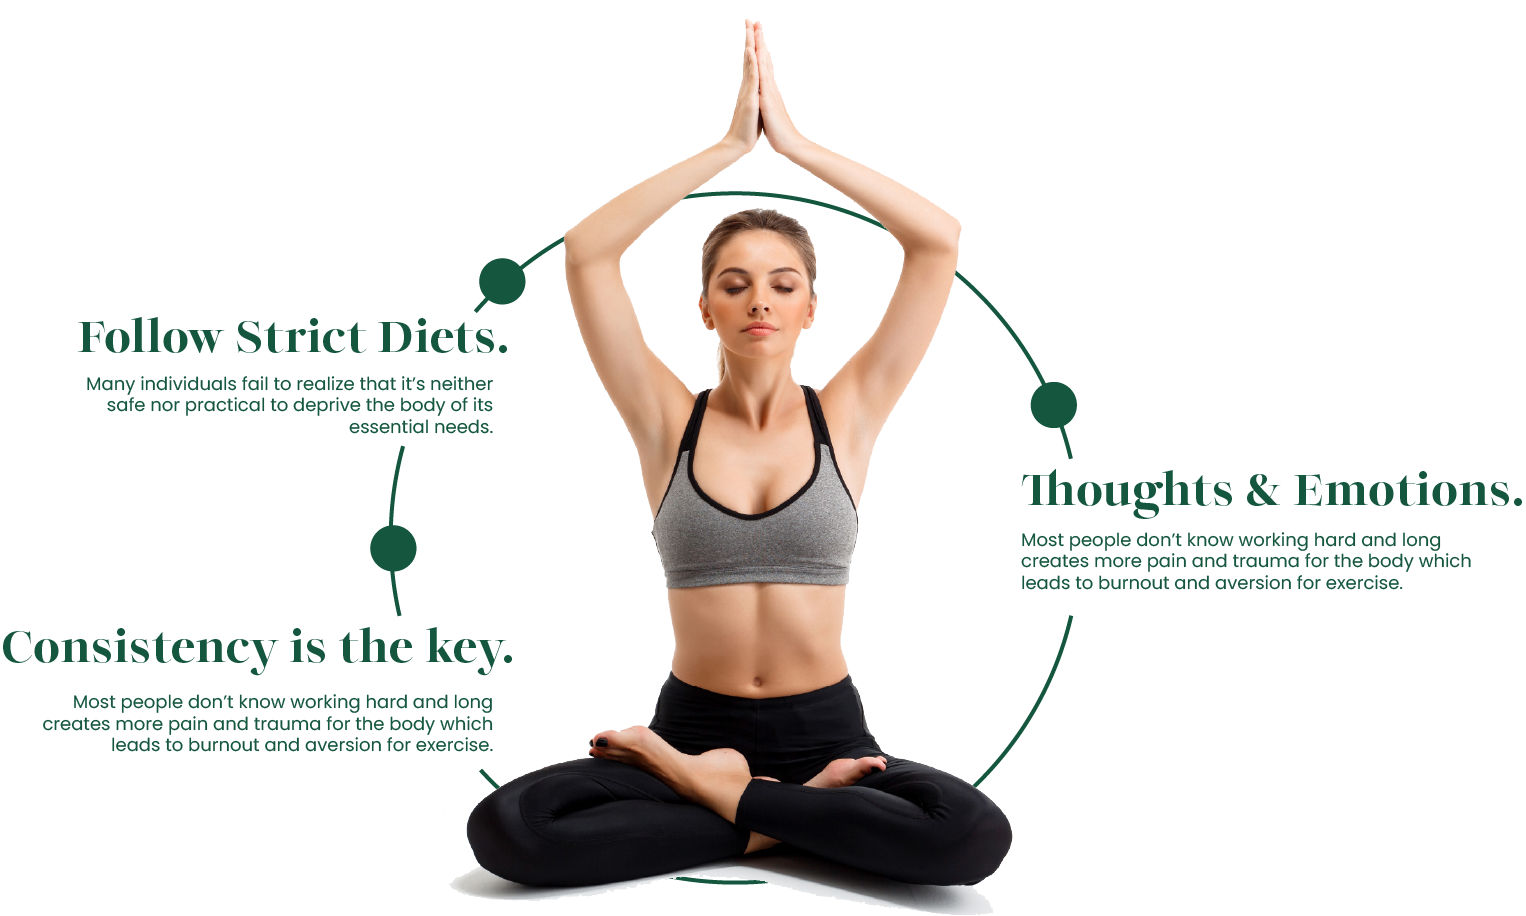 Follow Strict Diets.
Many individuals fail to realize that it’s neither
safe nor practical to deprive the body of its
essential needs.
Thoughts & Emotions.
Most people don’t know working hard and long
creates more pain and trauma for the body which
leads to burnout and aversion for exercise.
Consistency is the key.
Most people don’t know working hard and long
creates more pain and trauma for the body which
leads to burnout and aversion for exercise.